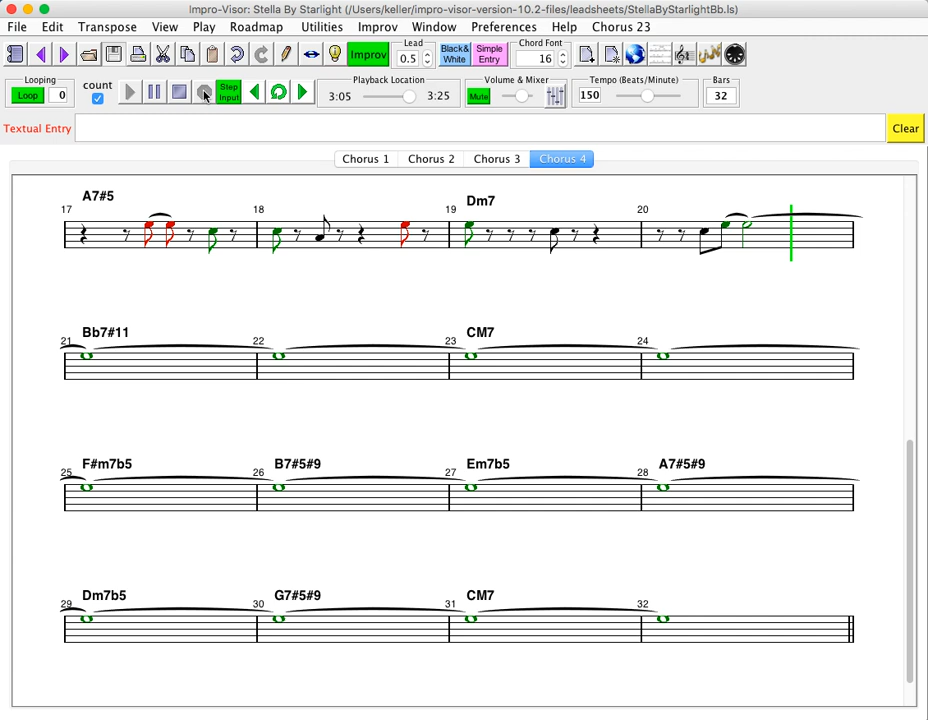 Impro-Visor: Stella By Starlight (/Users/keller/impro-visor-version-10.2-files/leadsheets/StellaByStarlightBb.ls)
File Edit Transpose View Play Roadmap Utilities Improv Window Preferences Help Chorus 23
Improv Lead 0.5 Black& White Simple Entry Chord Font 16
Looping Loop 0 count Step Input Playback Location 3:05 3:25 Volume & Mixer Mute Tempo (Beats/Minute) 150 Bars 32
Textual Entry Clear
Chorus 1 Chorus 2 Chorus 3 Chorus 4
A7#5 Dm7
17 18 19 20
Bb7#11 CM7
21 22 23 24
F#m7b5 B7#5#9 Em7b5 A7#5#9
25 26 27 28
Dm7b5 G7#5#9 CM7
29 30 31 32